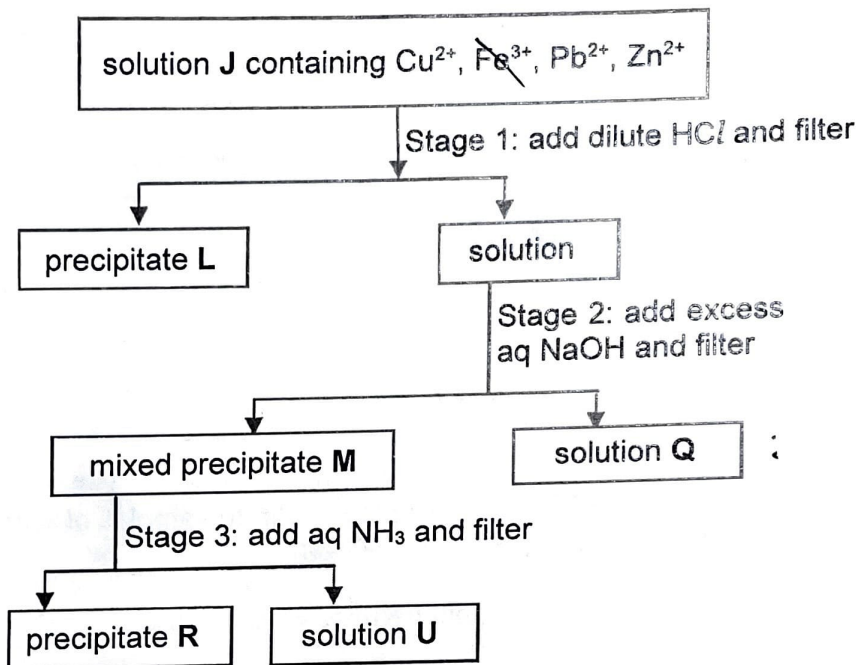 solution J containing Cu²⁺, Fe³⁺, Pb²⁺, Zn²⁺
Stage 1: add dilute HCl and filter
precipitate L
solution
Stage 2: add excess
aq NaOH and filter
mixed precipitate M
solution Q
Stage 3: add aq NH₃ and filter
precipitate R
solution U